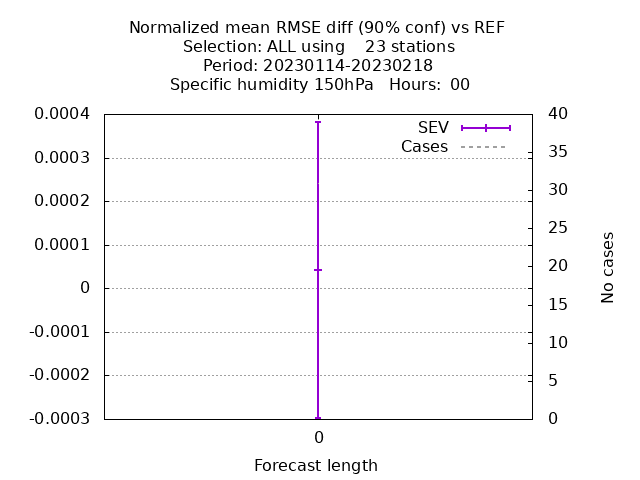 Normalized mean RMSE diff (90% conf) vs REF
Selection: ALL using    23 stations
Period: 20230114-20230218
Specific humidity 150hPa   Hours:  00
SEV
Cases
0.0004
0.0003
0.0002
0.0001
0
-0.0001
-0.0002
-0.0003
40
35
30
25
20
15
10
5
0
No cases
0
Forecast length